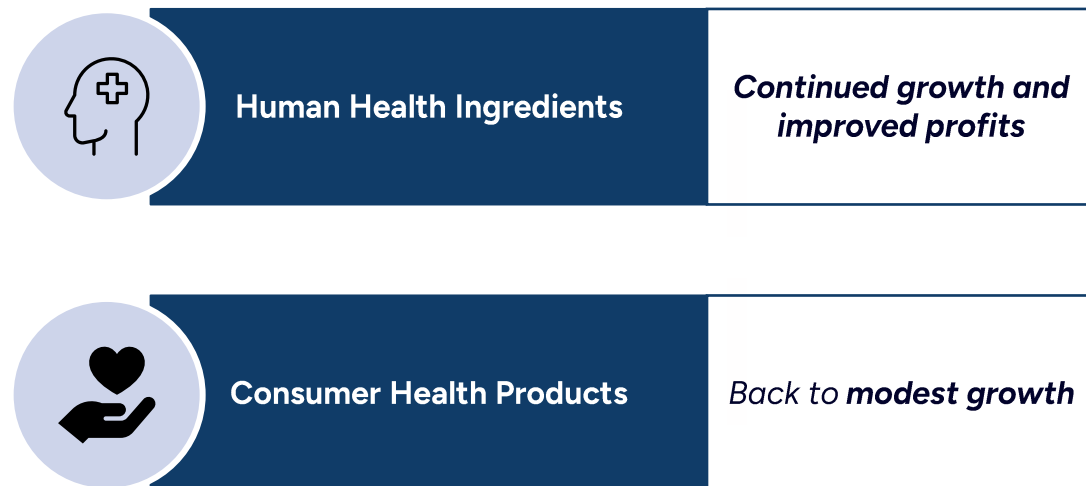 Human Health Ingredients
Continued growth and
improved profits
Consumer Health Products
Back to modest growth